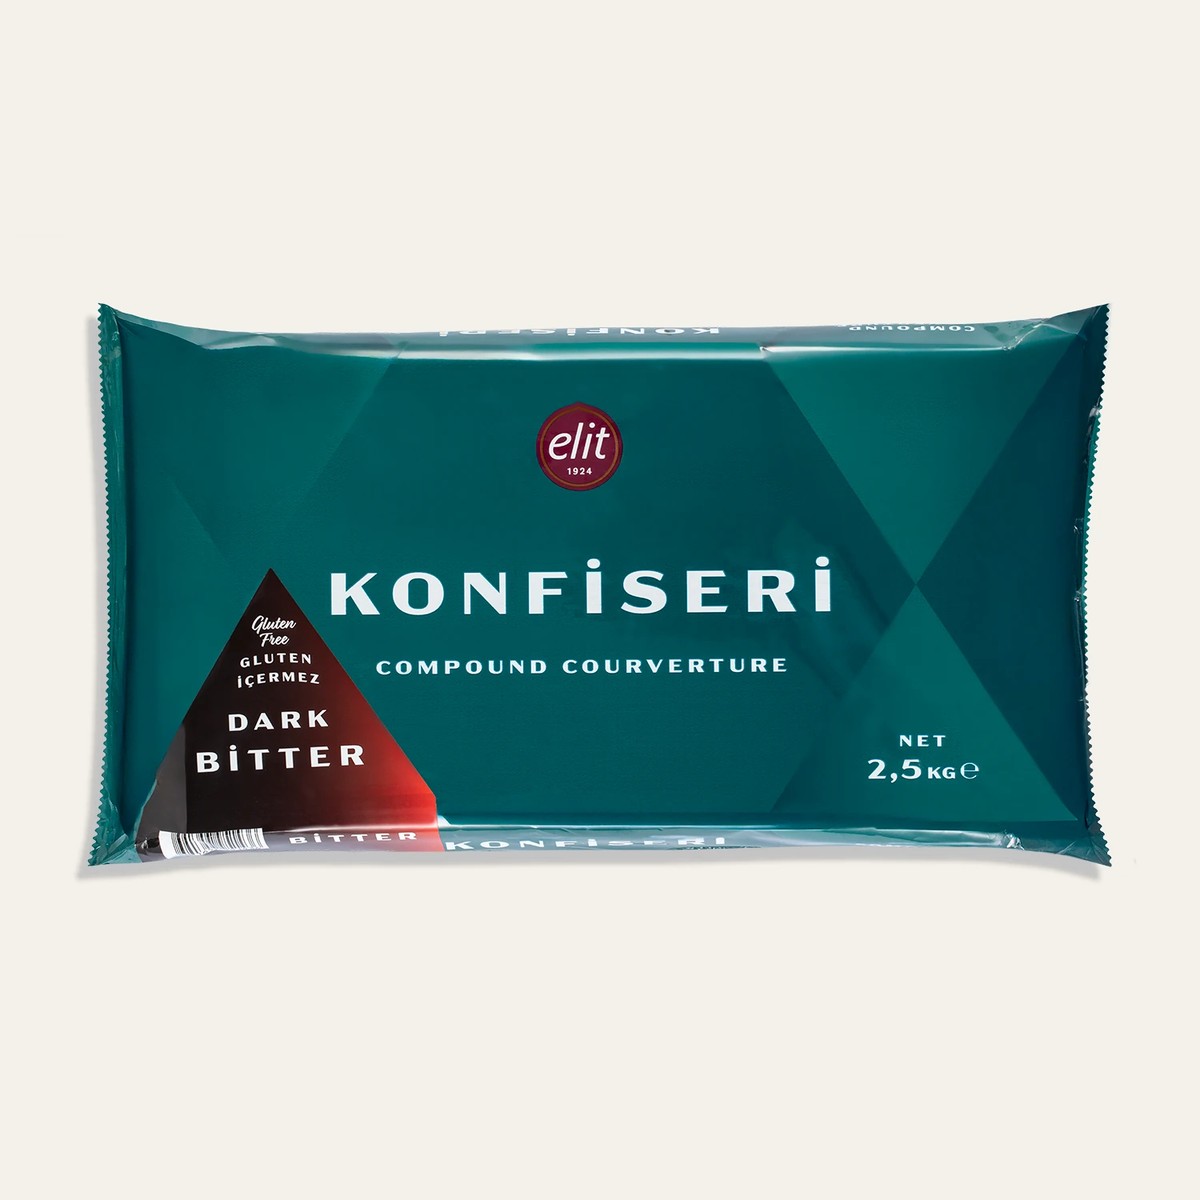 KONFİSERİ
COMPOUND
elit
1924
KONFİSERİ
COMPOUND COURVERTURE
Gluten
Free
GLUTEN
İÇERMEZ
DARK
BİTTER
NET
2,5 KG ℮
BİTTER
KONFİSERİ